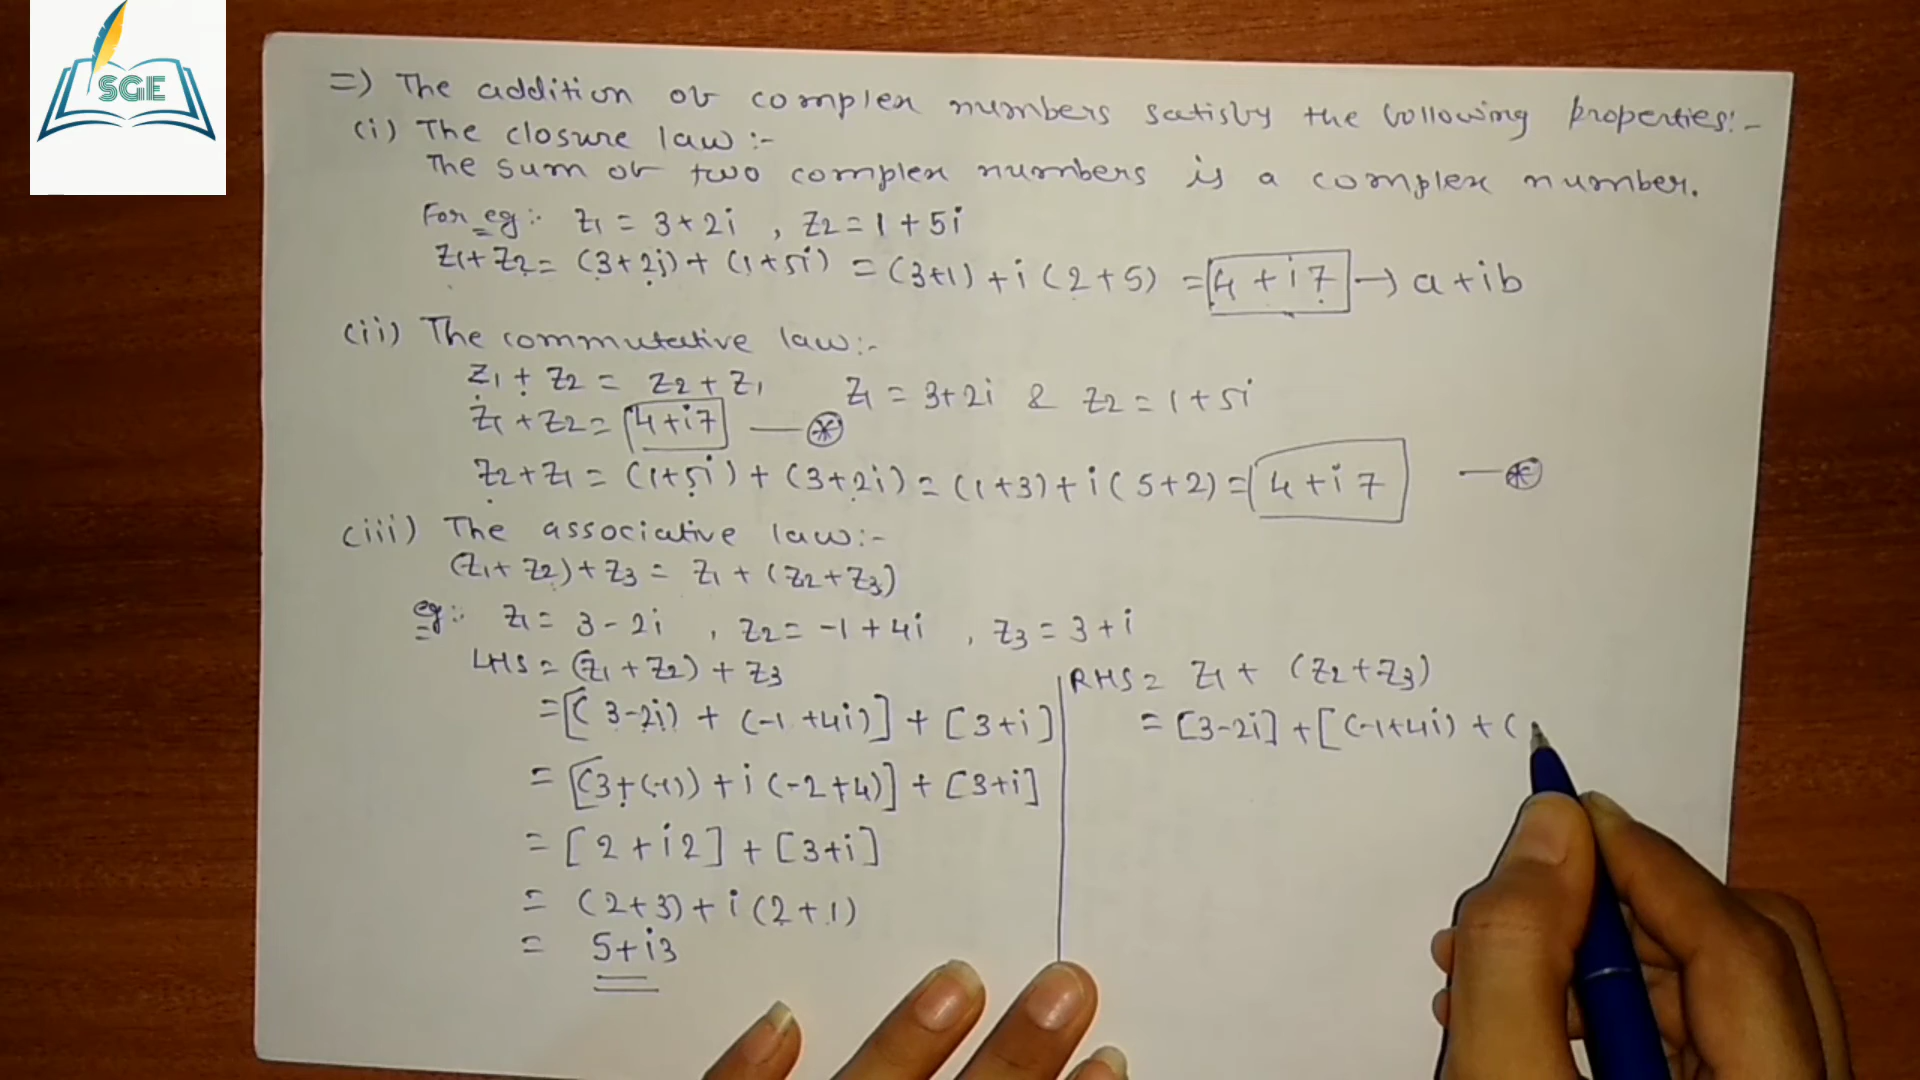 SGE
=) The addition of complex numbers satisfy the following properties:-
(i) The closure law :-
The sum of two complex numbers is a complex number.
For eg:- z1 = 3+2i , z2 = 1+5i
z1+z2 = (3+2i)+(1+5i) = (3+1)+i(2+5) = 4+i7 → a+ib
(ii) The commutative law:-
z1+z2 = z2+z1 z1 = 3+2i & z2 = 1+5i
z1+z2 = 4+i7 —⊛
z2+z1 = (1+5i)+(3+2i) = (1+3)+i(5+2) = 4+i7 —⊛
(iii) The associative law:-
(z1+z2)+z3 = z1+(z2+z3)
eg:- z1 = 3-2i , z2 = -1+4i , z3 = 3+i
LHS = (z1+z2)+z3
=[(3-2i)+(-1+4i)]+[3+i]
=[(3+(-1))+i(-2+4)]+[3+i]
=[2+i2]+[3+i]
=(2+3)+i(2+1)
= 5+i3
RHS = z1+(z2+z3)
=[3-2i]+[(-1+4i)+(